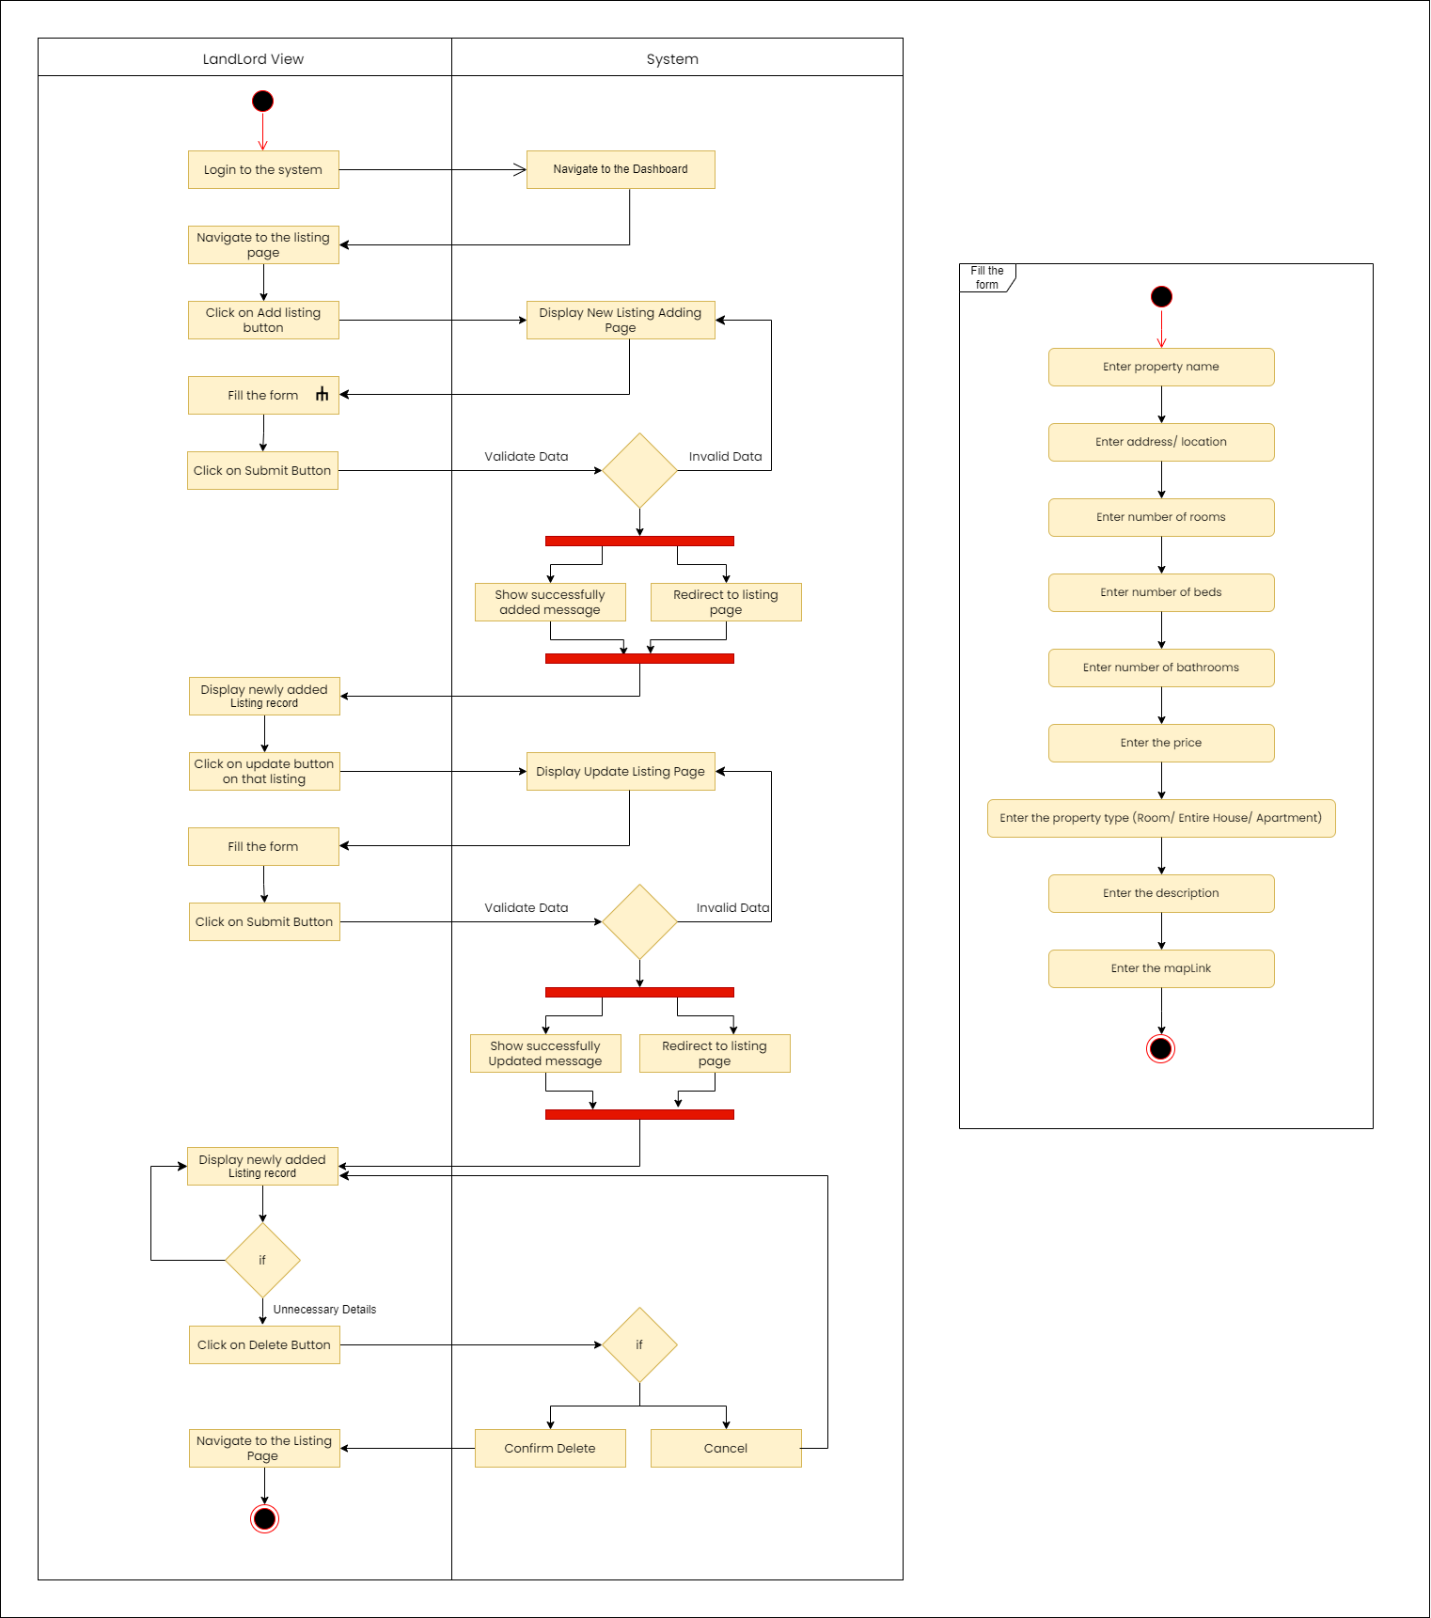 LandLord View
System
Login to the system
Navigate to the Dashboard
Navigate to the listing
page
Click on Add listing
button
Display New Listing Adding
Page
Fill the form
Click on Submit Button
Validate Data
Invalid Data
Show successfully
added message
Redirect to listing
page
Display newly added
Listing record
Click on update button
on that listing
Display Update Listing Page
Fill the form
Click on Submit Button
Validate Data
Invalid Data
Show successfully
Updated message
Redirect to listing
page
Display newly added
Listing record
if
Unnecessary Details
Click on Delete Button
if
Navigate to the Listing
Page
Confirm Delete
Cancel
Fill the
form
Enter property name
Enter address/ location
Enter number of rooms
Enter number of beds
Enter number of bathrooms
Enter the price
Enter the property type (Room/ Entire House/ Apartment)
Enter the description
Enter the mapLink